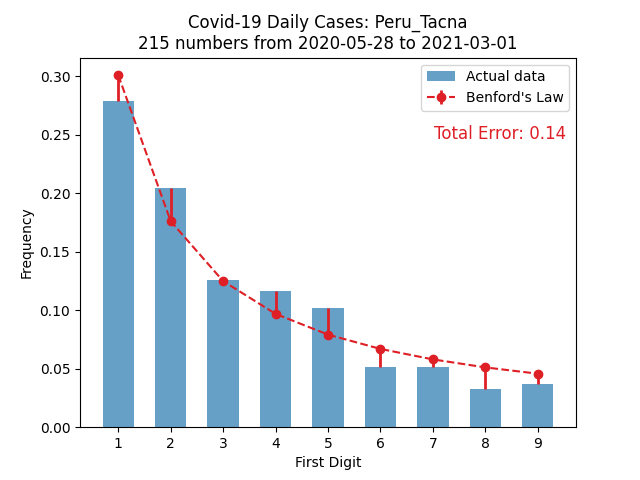 Covid-19 Daily Cases: Peru_Tacna
215 numbers from 2020-05-28 to 2021-03-01
Actual data
Benford's Law
Total Error: 0.14
Frequency
0.30
0.25
0.20
0.15
0.10
0.05
0.00
1 2 3 4 5 6 7 8 9
First Digit